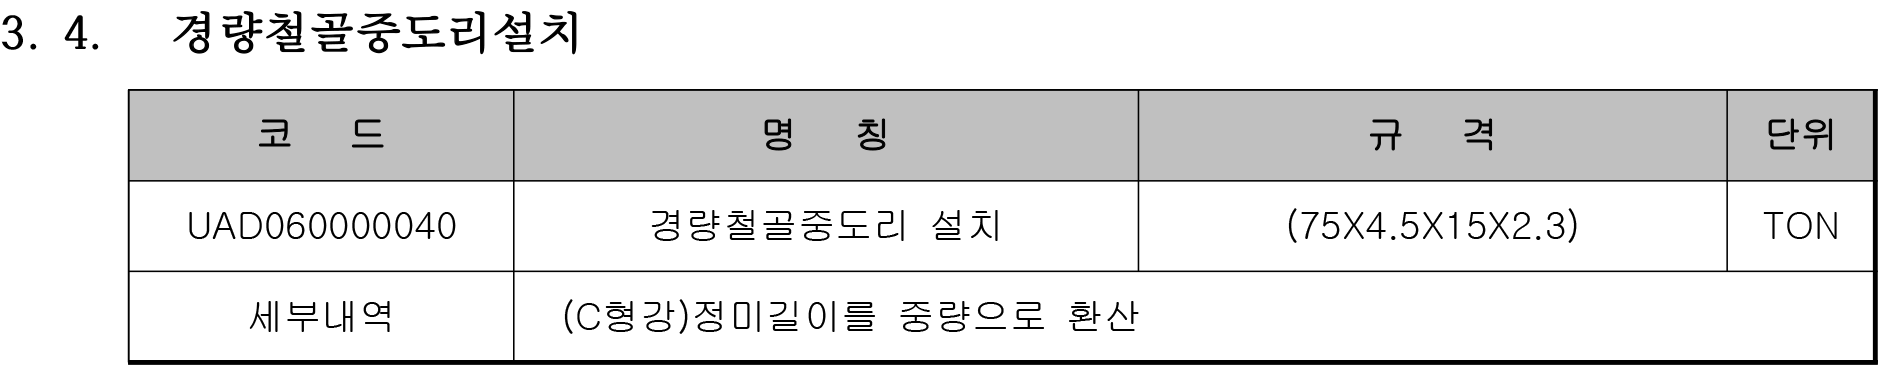 3. 4. 경량철골중도리설치
코 드 명 칭 규 격 단위
UAD060000040 경량철골중도리 설치 (75X4.5X15X2.3) TON
세부내역 (C형강)정미길이를 중량으로 환산